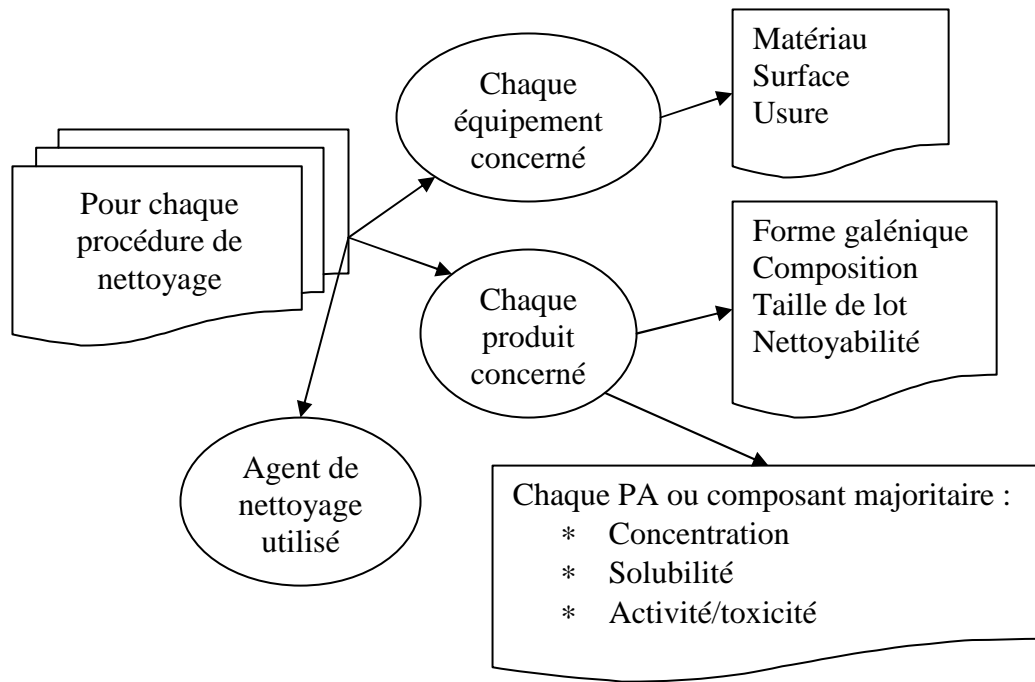 Pour chaque
procédure de
nettoyage
Chaque
équipement
concerné
Matériau
Surface
Usure
Chaque
produit
concerné
Forme galénique
Composition
Taille de lot
Nettoyabilité
Agent de
nettoyage
utilisé
Chaque PA ou composant majoritaire :
* Concentration
* Solubilité
* Activité/toxicité